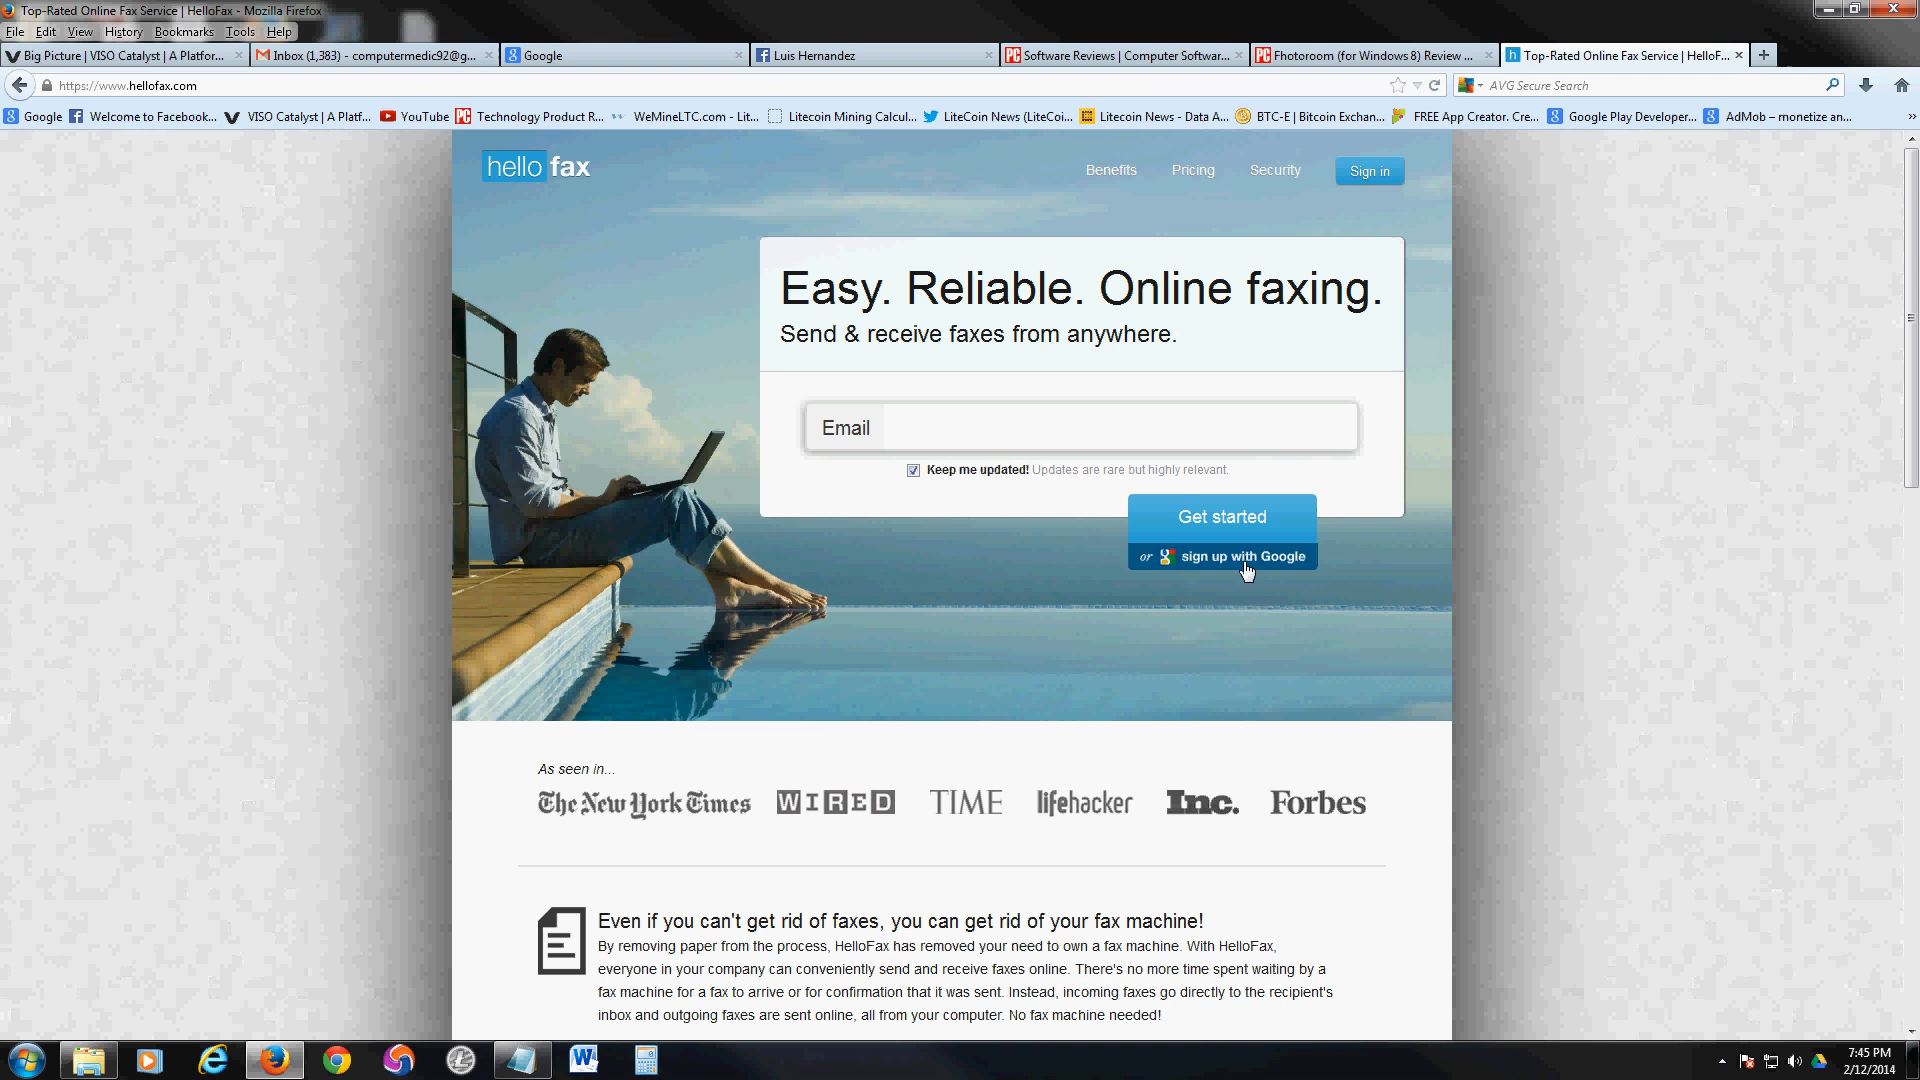 Top-Rated Online Fax Service | HelloFax - Mozilla Firefox
File Edit View History Bookmarks Tools Help
Big Picture | VISO Catalyst | A Platfor... Inbox (1,383) - computermedic92@g... Google Luis Hernandez Software Reviews | Computer Softwar... Fhotoroom (for Windows 8) Review ... Top-Rated Online Fax Service | HelloF...
https://www.hellofax.com AVG Secure Search
Google Welcome to Facebook... VISO Catalyst | A Platf... YouTube Technology Product R... WeMineLTC.com - Lit... Litecoin Mining Calcul... LiteCoin News (LiteCoi... Litecoin News - Data A... BTC-E | Bitcoin Exchan... FREE App Creator. Cre... Google Play Developer... AdMob – monetize an...
hello fax Benefits Pricing Security Sign in
Easy. Reliable. Online faxing.
Send & receive faxes from anywhere.
Email
Keep me updated! Updates are rare but highly relevant.
Get started
or sign up with Google
As seen in...
The New York Times WIRED TIME lifehacker Inc. Forbes
Even if you can't get rid of faxes, you can get rid of your fax machine!
By removing paper from the process, HelloFax has removed your need to own a fax machine. With HelloFax,
everyone in your company can conveniently send and receive faxes online. There's no more time spent waiting by a
fax machine for a fax to arrive or for confirmation that it was sent. Instead, incoming faxes go directly to the recipient's
inbox and outgoing faxes are sent online, all from your computer. No fax machine needed!
7:45 PM
2/12/2014